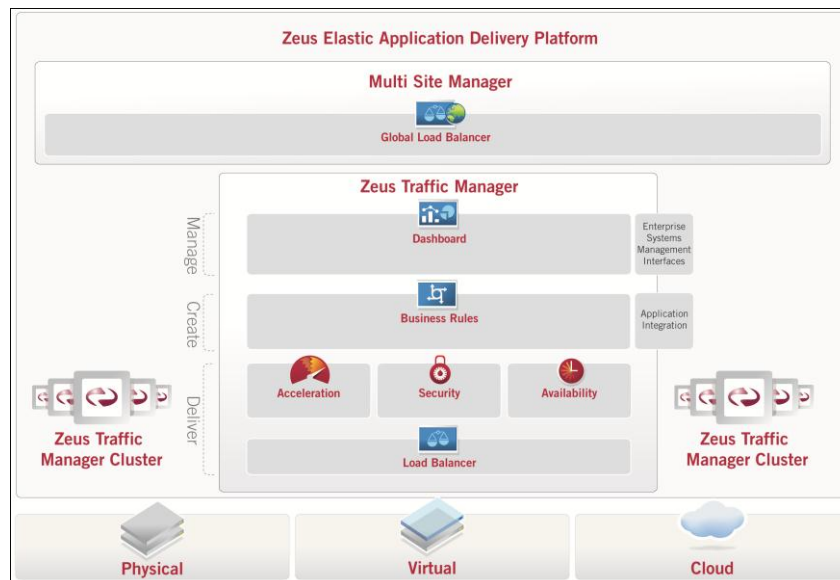 Zeus Elastic Application Delivery Platform
Multi Site Manager
Global Load Balancer
Zeus Traffic Manager
Manage
Dashboard
Enterprise
Systems
Management
Interfaces
Create
Business Rules
Application
Integration
Deliver
Acceleration
Security
Availability
Load Balancer
Zeus Traffic
Manager Cluster
Zeus Traffic
Manager Cluster
Physical
Virtual
Cloud